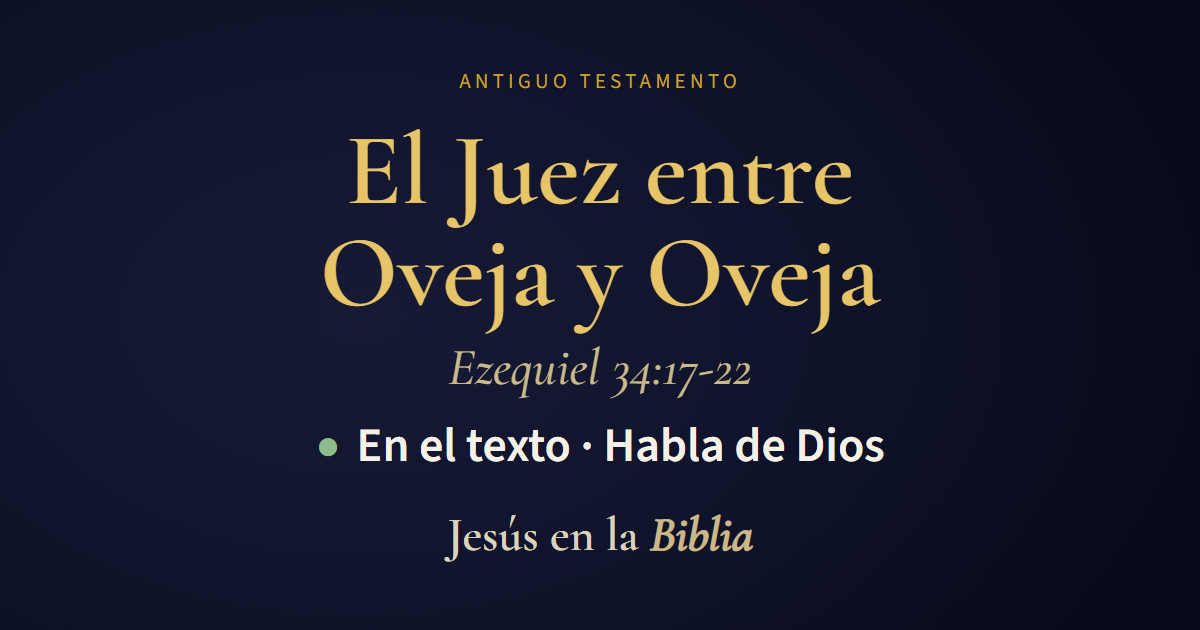 ANTIGUO TESTAMENTO
El Juez entre
Oveja y Oveja
Ezequiel 34:17-22
En el texto · Habla de Dios
Jesús en la Biblia